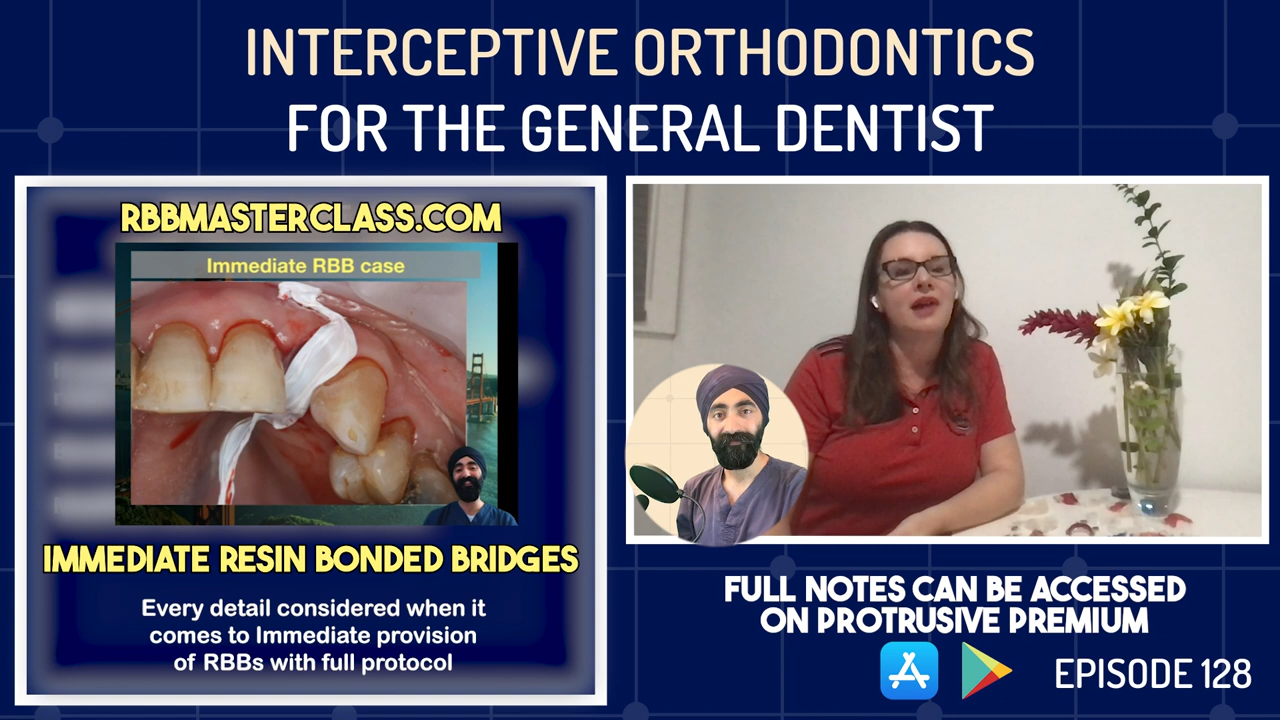 INTERCEPTIVE ORTHODONTICS
FOR THE GENERAL DENTIST
RBBMASTERCLASS.COM
Immediate RBB case
IMMEDIATE RESIN BONDED BRIDGES
Every detail considered when it
comes to Immediate provision
of RBBs with full protocol
FULL NOTES CAN BE ACCESSED
ON PROTRUSIVE PREMIUM
EPISODE 128